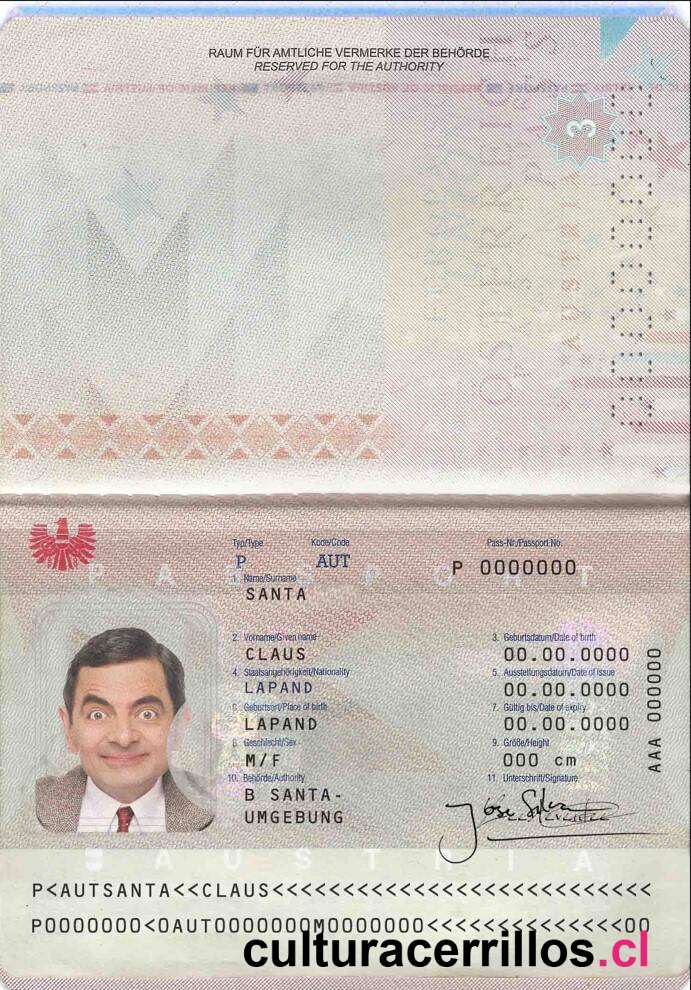 RAUM FÜR AMTLICHE VERMERKE DER BEHÖRDE
RESERVED FOR THE AUTHORITY
3
Typ/Type Kode/Code Pass-Nr./Passport No.
P AUT P 0000000
1. Name/Surname
SANTA
PASSPORT
2. Vorname/Given name 3. Geburtsdatum/Date of birth
CLAUS 00.00.0000
4. Staatsangehörigkeit/Nationality 5. Ausstellungsdatum/Date of issue
LAPAND 00.00.0000
6. Geburtsort/Place of birth 7. Gültig bis/Date of expiry
LAPAND 00.00.0000
8. Geschlecht/Sex 9. Größe/Height
M/F 000 cm
10. Behörde/Authority 11. Unterschrift/Signature
B SANTA-
UMGEBUNG
AAA 000000
AUSTRIA
P<AUTSANTA<<CLAUS<<<<<<<<<<<<<<<<<<<<<<<<<<<
P0000000<0AUT0000000M0000000<<<<<<<<<<<<<<00
culturacerrillos.cl